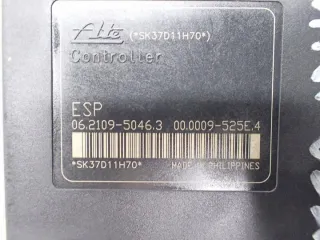 Ate (*SK37D11H70*)
Controller
ESP
06.2109-5046.3 00.0009-525E.4
*SK37D11H70* MADE IN PHILIPPINES